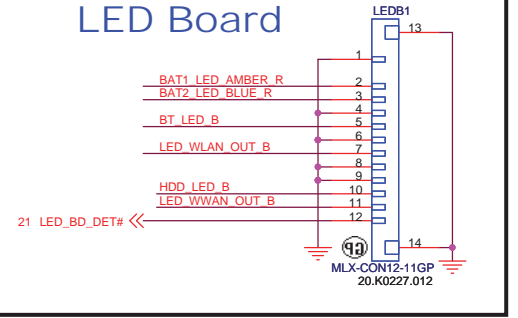 LED Board
LEDB1
13
1
BAT1_LED_AMBER_R 2
BAT2_LED_BLUE_R 3
4
BT_LED_B 5
6
LED_WLAN_OUT_B 7
8
9
HDD_LED_B 10
LED_WWAN_OUT_B 11
21 LED_BD_DET# 12
14
MLX-CON12-11GP
20.K0227.012